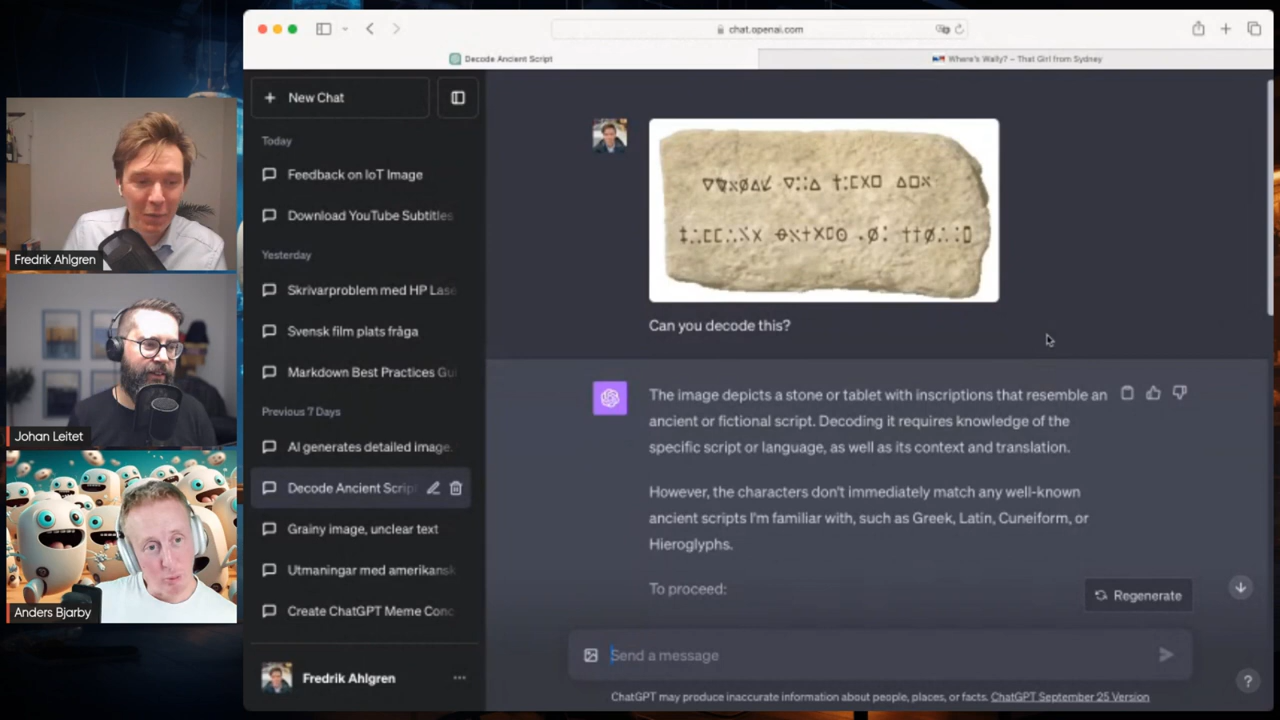 chat.openai.com
Decode Ancient Script
Where's Wally? – That Girl from Sydney
New Chat
Today
Feedback on IoT Image
Download YouTube Subtitles
Yesterday
Skrivarproblem med HP Las
Svensk film plats fråga
Markdown Best Practices Gu
Previous 7 Days
AI generates detailed image
Decode Ancient Scrip
Grainy image, unclear text
Utmaningar med amerikansk
Create ChatGPT Meme Conc
Fredrik Ahlgren
Can you decode this?
The image depicts a stone or tablet with inscriptions that resemble an
ancient or fictional script. Decoding it requires knowledge of the
specific script or language, as well as its context and translation.
However, the characters don't immediately match any well-known
ancient scripts I'm familiar with, such as Greek, Latin, Cuneiform, or
Hieroglyphs.
To proceed:
Regenerate
Send a message
ChatGPT may produce inaccurate information about people, places, or facts. ChatGPT September 25 Version
?
Fredrik Ahlgren
Johan Leitet
Anders Bjarby